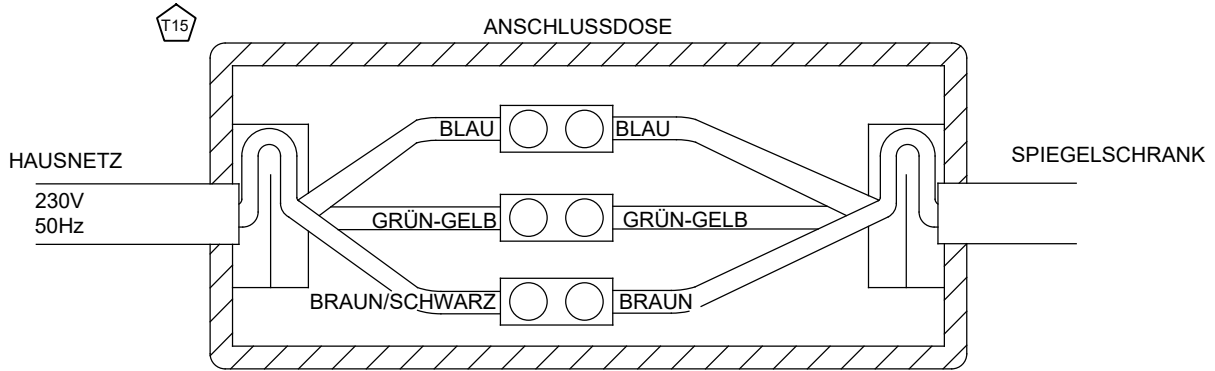 T15
ANSCHLUSSDOSE
BLAU
BLAU
HAUSNETZ
SPIEGELSCHRANK
230V
50Hz
GRÜN-GELB
GRÜN-GELB
BRAUN/SCHWARZ
BRAUN